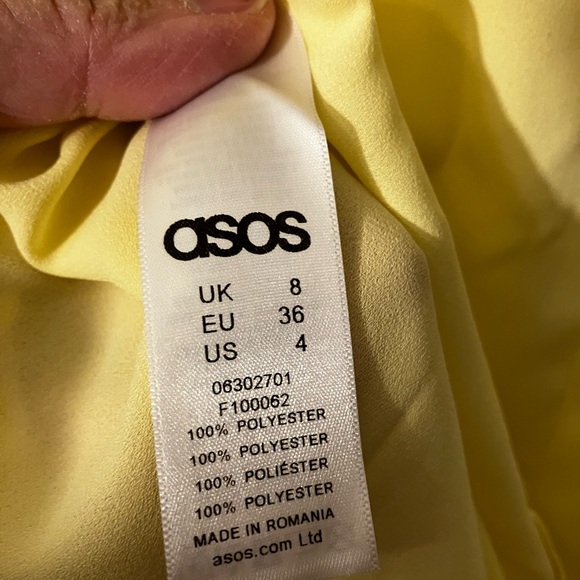 asos
UK 8
EU 36
US 4
06302701
F100062
100% POLYESTER
100% POLYESTER
100% POLIÉSTER
100% POLYESTER
MADE IN ROMANIA
asos.com Ltd